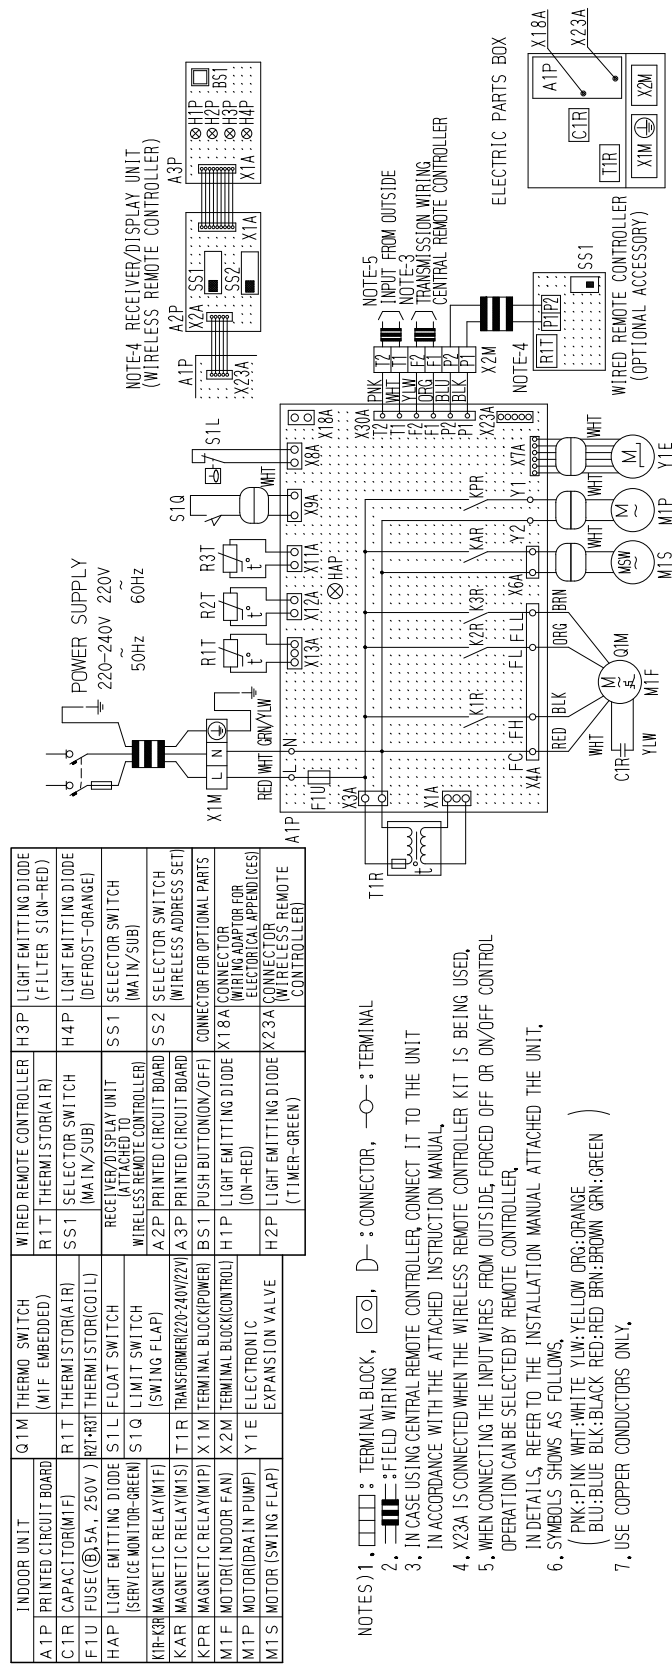 INDOOR UNIT
A1P PRINTED CIRCUIT BOARD
C1R CAPACITOR(M1F)
F1U FUSE(Ⓑ,5A, 250V )
HAP LIGHT EMITTING DIODE
(SERVICE MONITOR-GREEN)
K1R-K3R MAGNETIC RELAY(M1F)
KAR MAGNETIC RELAY(M1S)
KPR MAGNETIC RELAY(M1P)
M1F MOTOR(INDOOR FAN)
M1P MOTOR(DRAIN PUMP)
M1S MOTOR (SWING FLAP)
Q1M THERMO SWITCH
(M1F EMBEDDED)
R1T THERMISTOR(AIR)
R2T•R3T THERMISTOR(COIL)
S1L FLOAT SWITCH
S1Q LIMIT SWITCH
(SWING FLAP)
T1R TRANSFORMER(220-240V/22V)
X1M TERMINAL BLOCK(POWER)
X2M TERMINAL BLOCK(CONTROL)
Y1E ELECTRONIC
EXPANSION VALVE
WIRED REMOTE CONTROLLER
R1T THERMISTOR(AIR)
SS1 SELECTOR SWITCH
(MAIN/SUB)
RECEIVER/DISPLAY UNIT
(ATTACHED TO
WIRELESS REMOTE CONTROLLER)
A2P PRINTED CIRCUIT BOARD
A3P PRINTED CIRCUIT BOARD
BS1 PUSH BUTTON(ON/OFF)
H1P LIGHT EMITTING DIODE
(ON-RED)
H2P LIGHT EMITTING DIODE
(TIMER-GREEN)
H3P LIGHT EMITTING DIODE
(FILTER SIGN-RED)
H4P LIGHT EMITTING DIODE
(DEFROST-ORANGE)
SS1 SELECTOR SWITCH
(MAIN/SUB)
SS2 SELECTOR SWITCH
(WIRELESS ADDRESS SET)
CONNECTOR FOR OPTIONAL PARTS
X18A CONNECTOR
(WIRING ADAPTOR FOR
ELECTORICAL APPENDICES)
X23A CONNECTOR
(WIRELESS REMOTE
CONTROLLER)
NOTES) 1. : TERMINAL BLOCK, : CONNECTOR, : TERMINAL
2. :FIELD WIRING
3. IN CASE USING CENTRAL REMOTE CONTROLLER, CONNECT IT TO THE UNIT
IN ACCORDANCE WITH THE ATTACHED INSTRUCTION MANUAL.
4. X23A IS CONNECTED WHEN THE WIRELESS REMOTE CONTROLLER KIT IS BEING USED.
5. WHEN CONNECTING THE INPUT WIRES FROM OUTSIDE, FORCED OFF OR ON/OFF CONTROL
OPERATION CAN BE SELECTED BY REMOTE CONTROLLER.
IN DETAILS, REFER TO THE INSTALLATION MANUAL ATTACHED THE UNIT.
6. SYMBOLS SHOWS AS FOLLOWS.
( PNK:PINK WHT:WHITE YLW:YELLOW ORG:ORANGE
BLU:BLUE BLK:BLACK RED:RED BRN:BROWN GRN:GREEN )
7. USE COPPER CONDUCTORS ONLY.
POWER SUPPLY
220-240V 220V
~ ~
50Hz 60Hz
X1M
L N
RED WHT GRN/YLW
R1T R2T R3T S1Q S1L
t° t° t°
WHT
A1P
L N
X13A X12A X11A X9A X8A X18A
F1U
HAP
X3A
X1A
T1R
t°
X30A
T2 T1 F2 F1 P2 P1
X23A
PNK WHT YLW ORG BLU BLK
T2 T1 F2 F1 P2 P1
X2M
K1R K2R K3R KAR KPR
FC FH FL FLL
X4A
X6A
Y2 Y1
X7A
RED BLK ORG BRN
WHT
C1R
YLW
M ~
Q1M
M1F
WHT
MSW
M1S
WHT
M ~
M1P
WHT
M
Y1E
NOTE-5
INPUT FROM OUTSIDE
NOTE-3
TRANSMISSION WIRING
CENTRAL REMOTE CONTROLLER
NOTE-4
R1T
P1 P2
SS1
WIRED REMOTE CONTROLLER
(OPTIONAL ACCESSORY)
NOTE-4 RECEIVER/DISPLAY UNIT
(WIRELESS REMOTE CONTROLLER)
A1P
X23A
A2P
X2A
SS1
SS2
X1A
A3P
X1A
H1P
H2P
H3P
H4P
BS1
ELECTRIC PARTS BOX
X18A
X23A
A1P
C1R
T1R
X1M
X2M